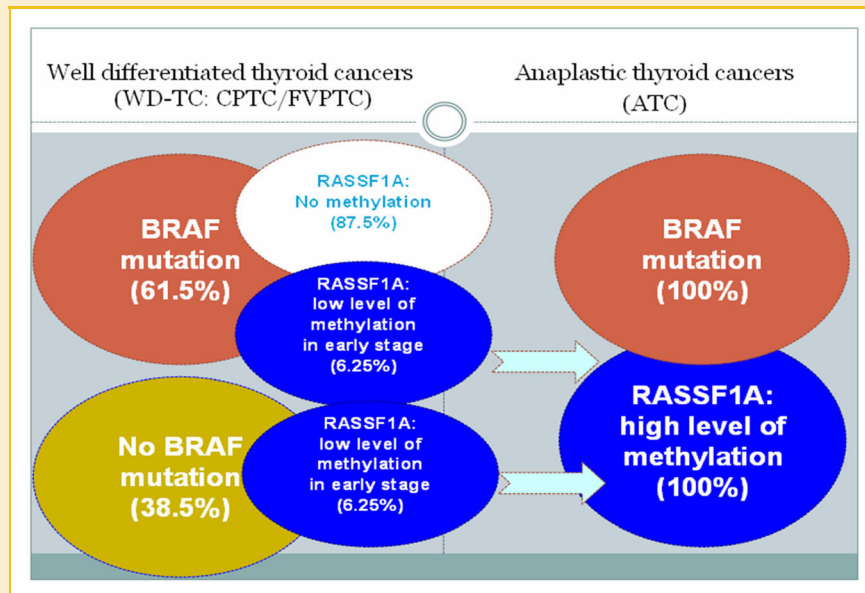 Well differentiated thyroid cancers
(WD-TC: CPTC/FVPTC)
Anaplastic thyroid cancers
(ATC)
BRAF
mutation
(61.5%)
RASSF1A:
No methylation
(87.5%)
RASSF1A:
low level of
methylation
in early stage
(6.25%)
No BRAF
mutation
(38.5%)
RASSF1A:
low level of
methylation
in early stage
(6.25%)
BRAF
mutation
(100%)
RASSF1A:
high level of
methylation
(100%)